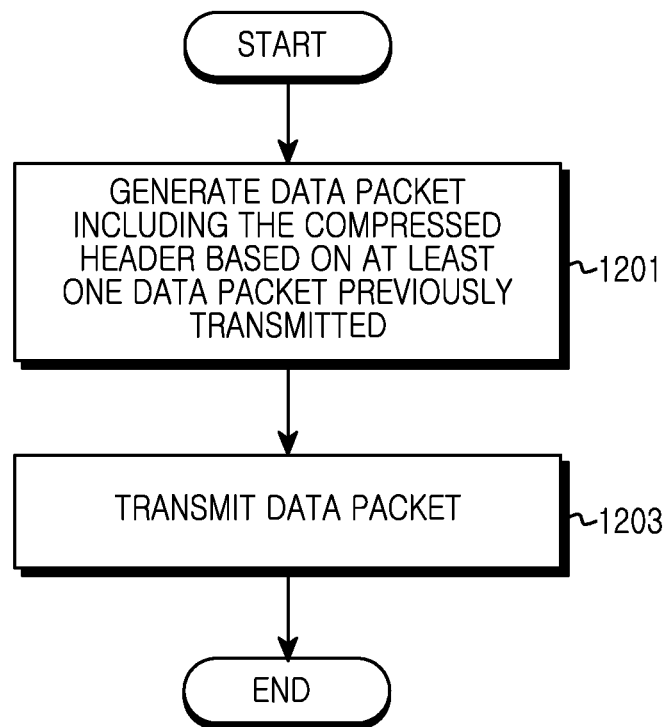 START
GENERATE DATA PACKET
INCLUDING THE COMPRESSED
HEADER BASED ON AT LEAST
ONE DATA PACKET PREVIOUSLY
TRANSMITTED
1201
TRANSMIT DATA PACKET
1203
END